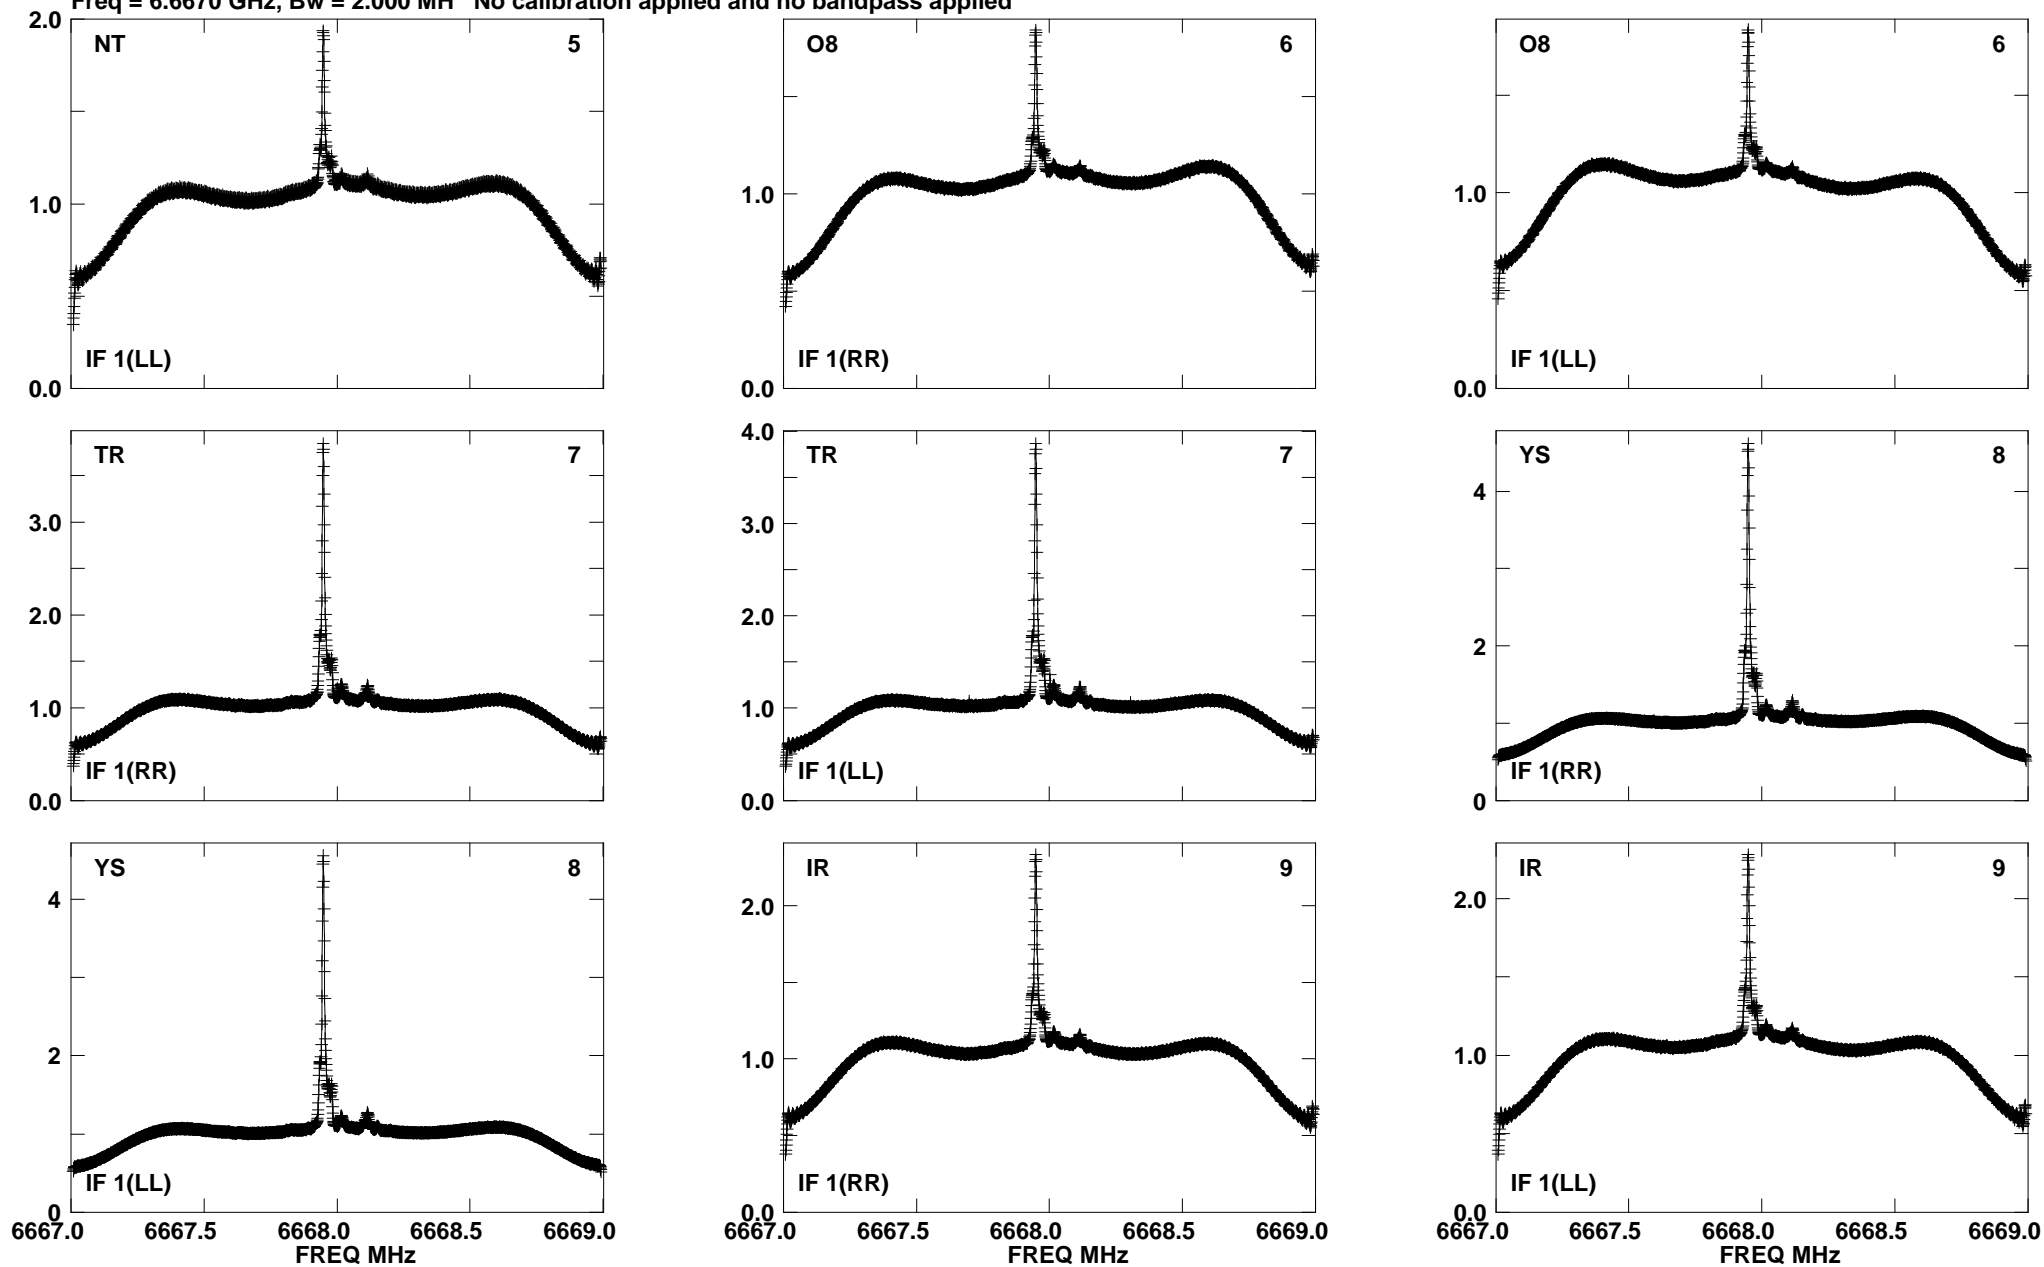 Freq = 6.6670 GHz, Bw = 2.000 MH   No calibration applied and no bandpass applied
2.0
NT 5
1.0
IF 1(LL)
0.0
O8 6
1.0
IF 1(RR)
0.0
O8 6
1.0
IF 1(LL)
0.0
TR 7
3.0
2.0
1.0
IF 1(RR)
0.0
4.0
TR 7
3.0
2.0
1.0
IF 1(LL)
0.0
YS 8
4
2
IF 1(RR)
0
YS 8
4
2
IF 1(LL)
0
6667.0 6667.5 6668.0 6668.5 6669.0
FREQ MHz
IR 9
2.0
1.0
IF 1(RR)
0.0
6667.0 6667.5 6668.0 6668.5 6669.0
FREQ MHz
IR 9
2.0
1.0
IF 1(LL)
0.0
6667.0 6667.5 6668.0 6668.5 6669.0
FREQ MHz